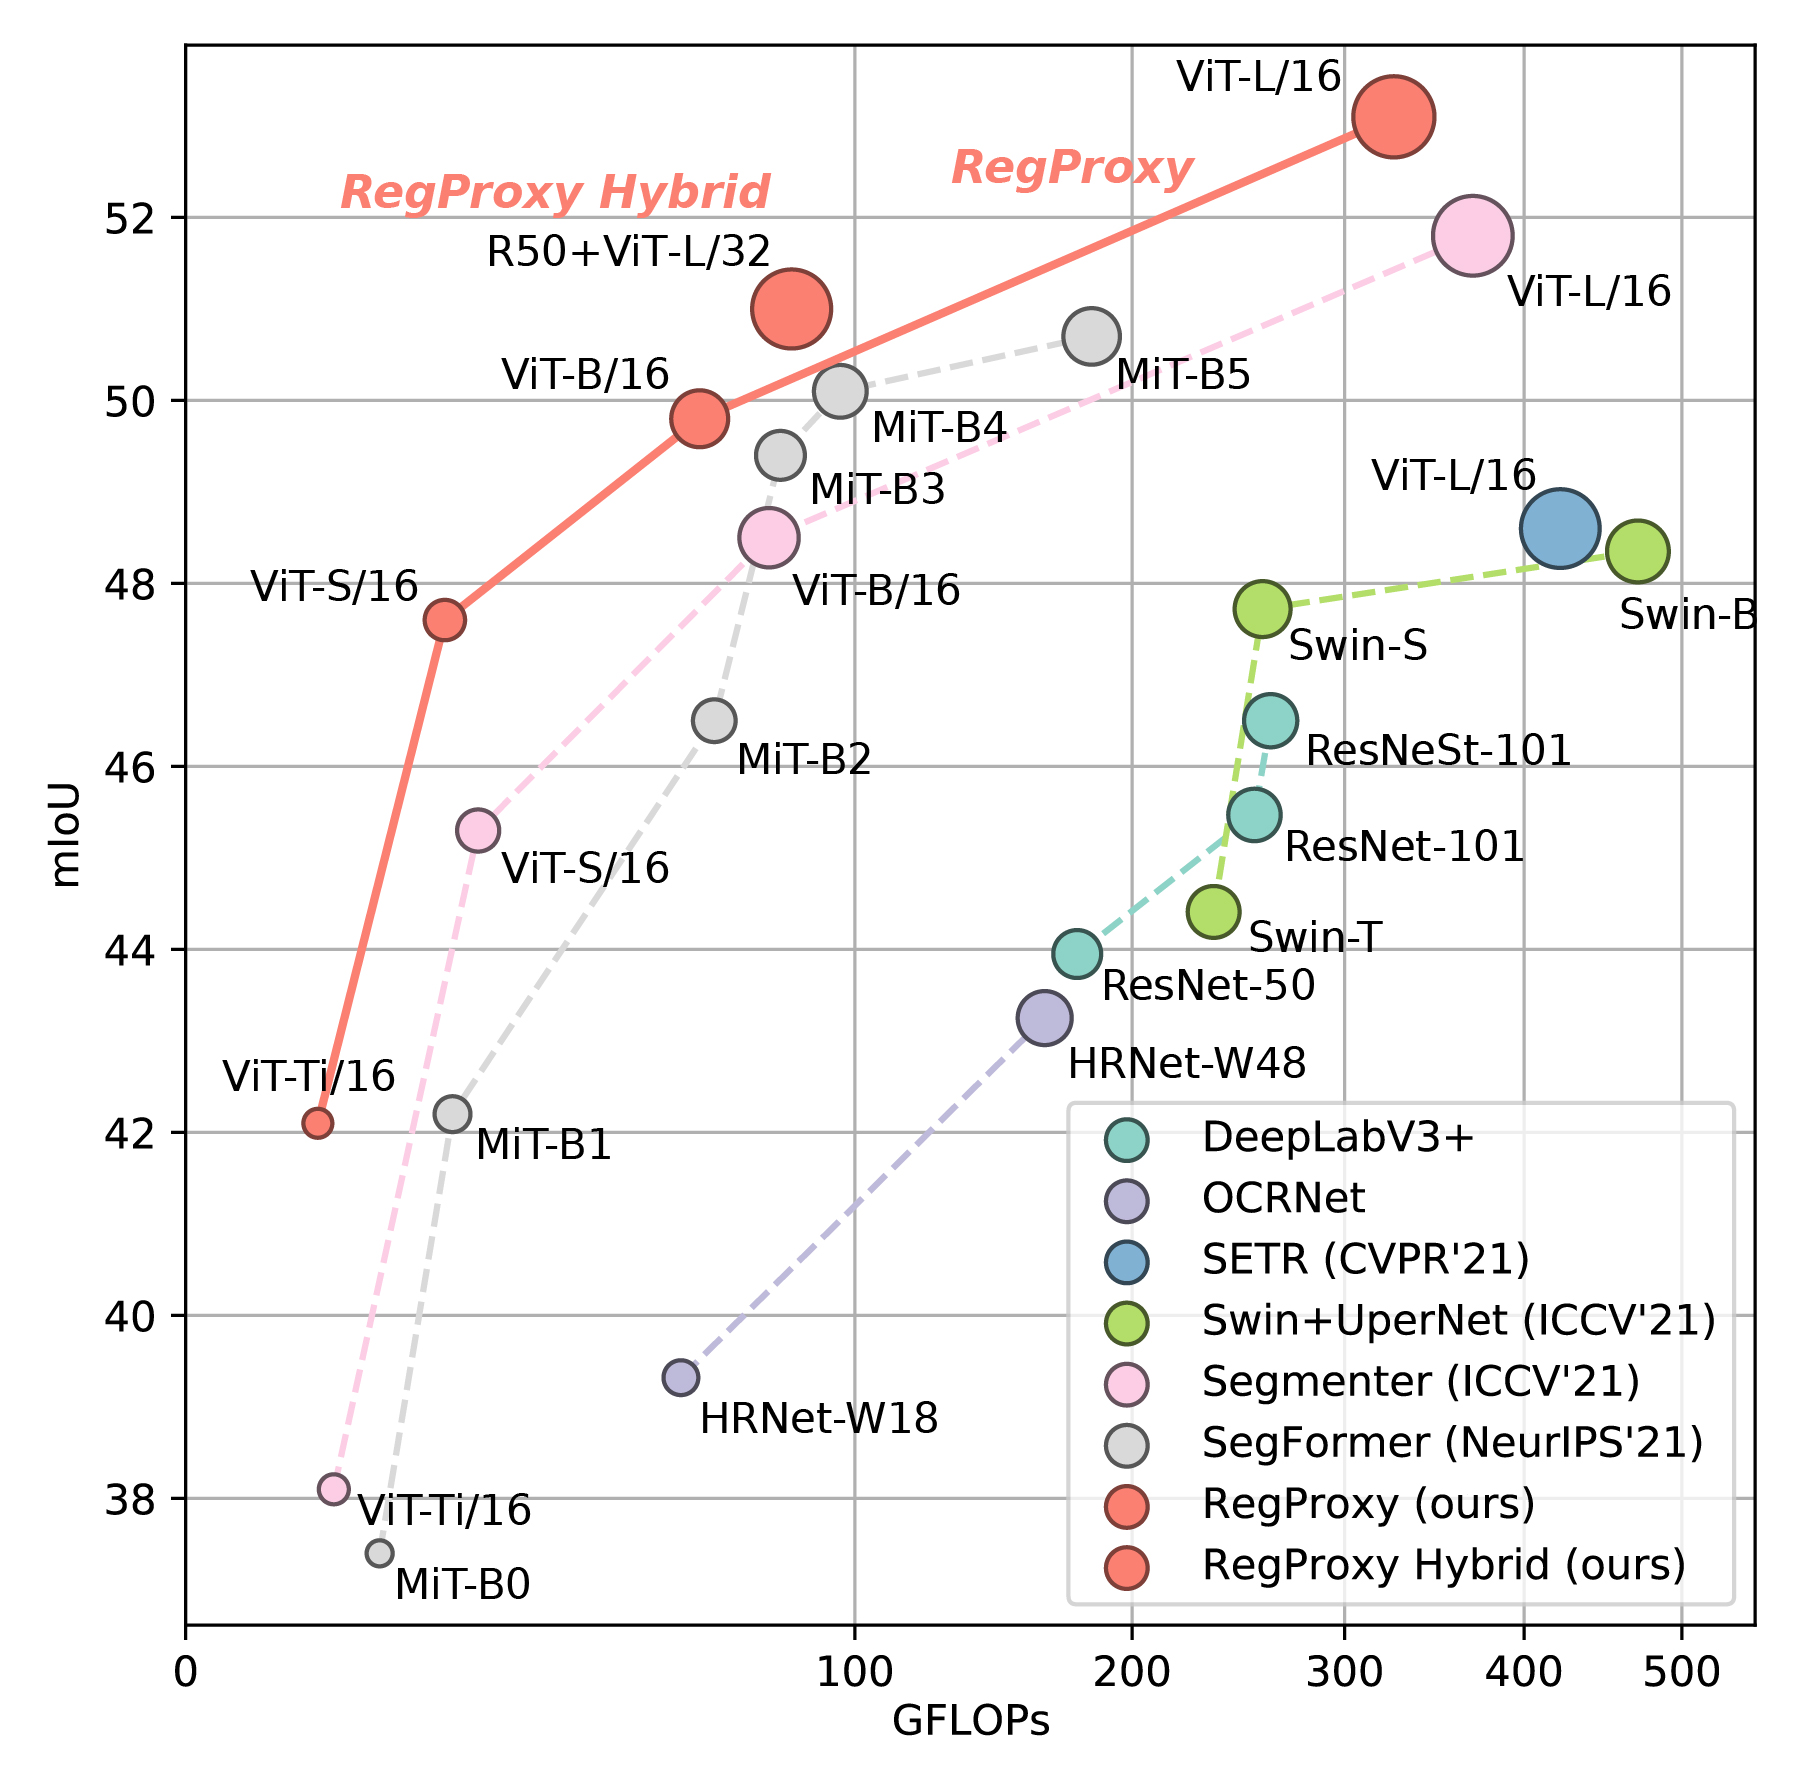 ViT-L/16
RegProxy
RegProxy Hybrid
R50+ViT-L/32
ViT-L/16
ViT-B/16
MiT-B5
MiT-B4
MiT-B3
ViT-L/16
ViT-S/16
ViT-B/16
Swin-B
Swin-S
ResNeSt-101
MiT-B2
ResNet-101
ViT-S/16
Swin-T
ResNet-50
HRNet-W48
ViT-Ti/16
MiT-B1
HRNet-W18
ViT-Ti/16
MiT-B0
DeepLabV3+
OCRNet
SETR (CVPR'21)
Swin+UperNet (ICCV'21)
Segmenter (ICCV'21)
SegFormer (NeurIPS'21)
RegProxy (ours)
RegProxy Hybrid (ours)
52
50
48
46
44
42
40
38
mIoU
0 100 200 300 400 500
GFLOPs